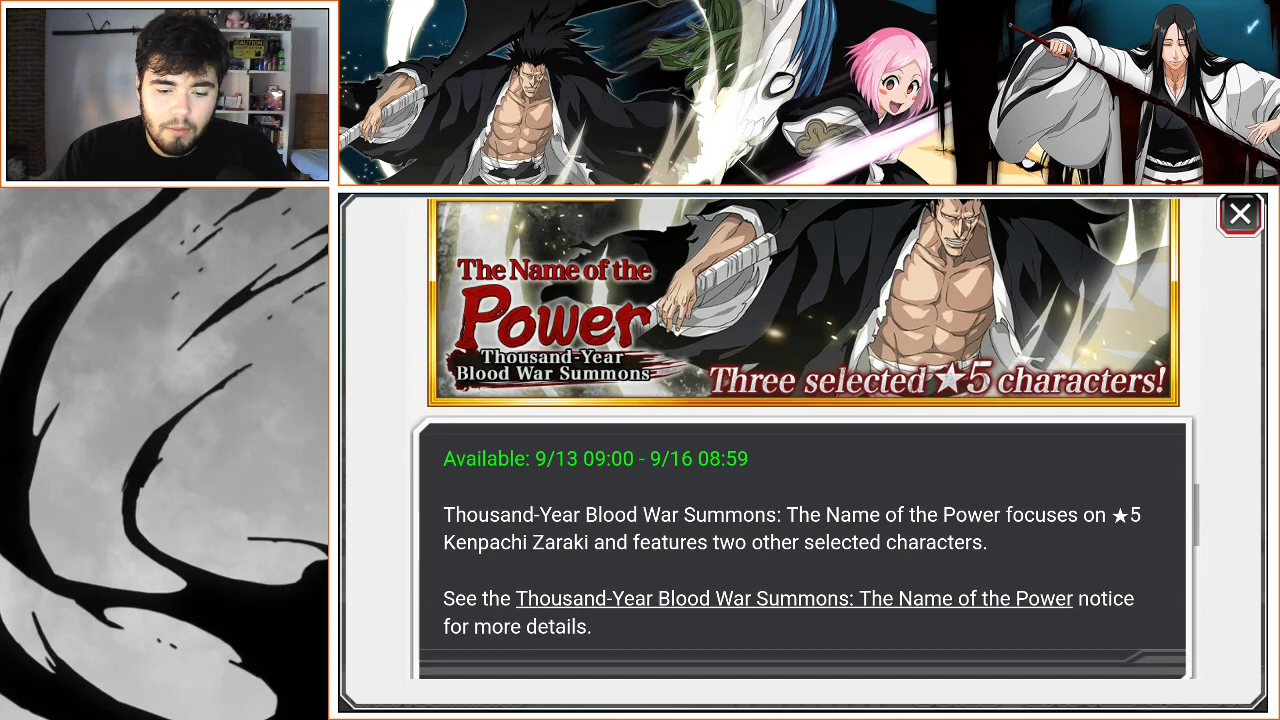 CAUTION
The Name of the
Power
Thousand-Year
Blood War Summons
Three selected ★5 characters!
Available: 9/13 09:00 - 9/16 08:59
Thousand-Year Blood War Summons: The Name of the Power focuses on ★5
Kenpachi Zaraki and features two other selected characters.
See the Thousand-Year Blood War Summons: The Name of the Power notice
for more details.